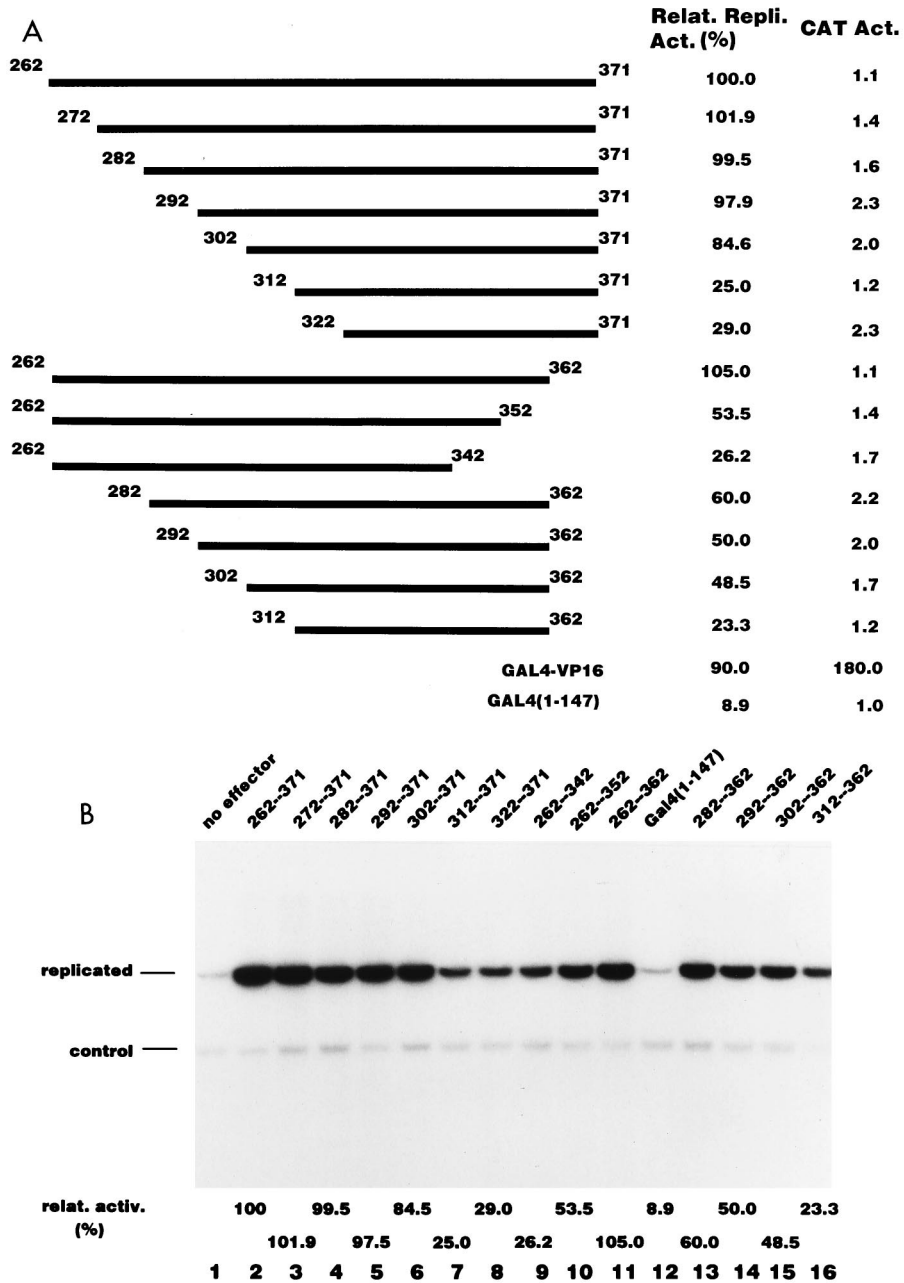 A
Relat. Repli. Act. (%) CAT Act.
262 371 100.0 1.1
272 371 101.9 1.4
282 371 99.5 1.6
292 371 97.9 2.3
302 371 84.6 2.0
312 371 25.0 1.2
322 371 29.0 2.3
262 362 105.0 1.1
262 352 53.5 1.4
262 342 26.2 1.7
282 362 60.0 2.2
292 362 50.0 2.0
302 362 48.5 1.7
312 362 23.3 1.2
GAL4-VP16 90.0 180.0
GAL4(1-147) 8.9 1.0
B
no effector 262--371 272--371 282--371 292--371 302--371 312--371 322--371 262--342 262--352 262--362 Gal4(1-147) 282--362 292--362 302--362 312--362
replicated
control
relat. activ. 100 99.5 84.5 29.0 53.5 8.9 50.0 23.3
(%) 101.9 97.5 25.0 26.2 105.0 60.0 48.5
1 2 3 4 5 6 7 8 9 10 11 12 13 14 15 16